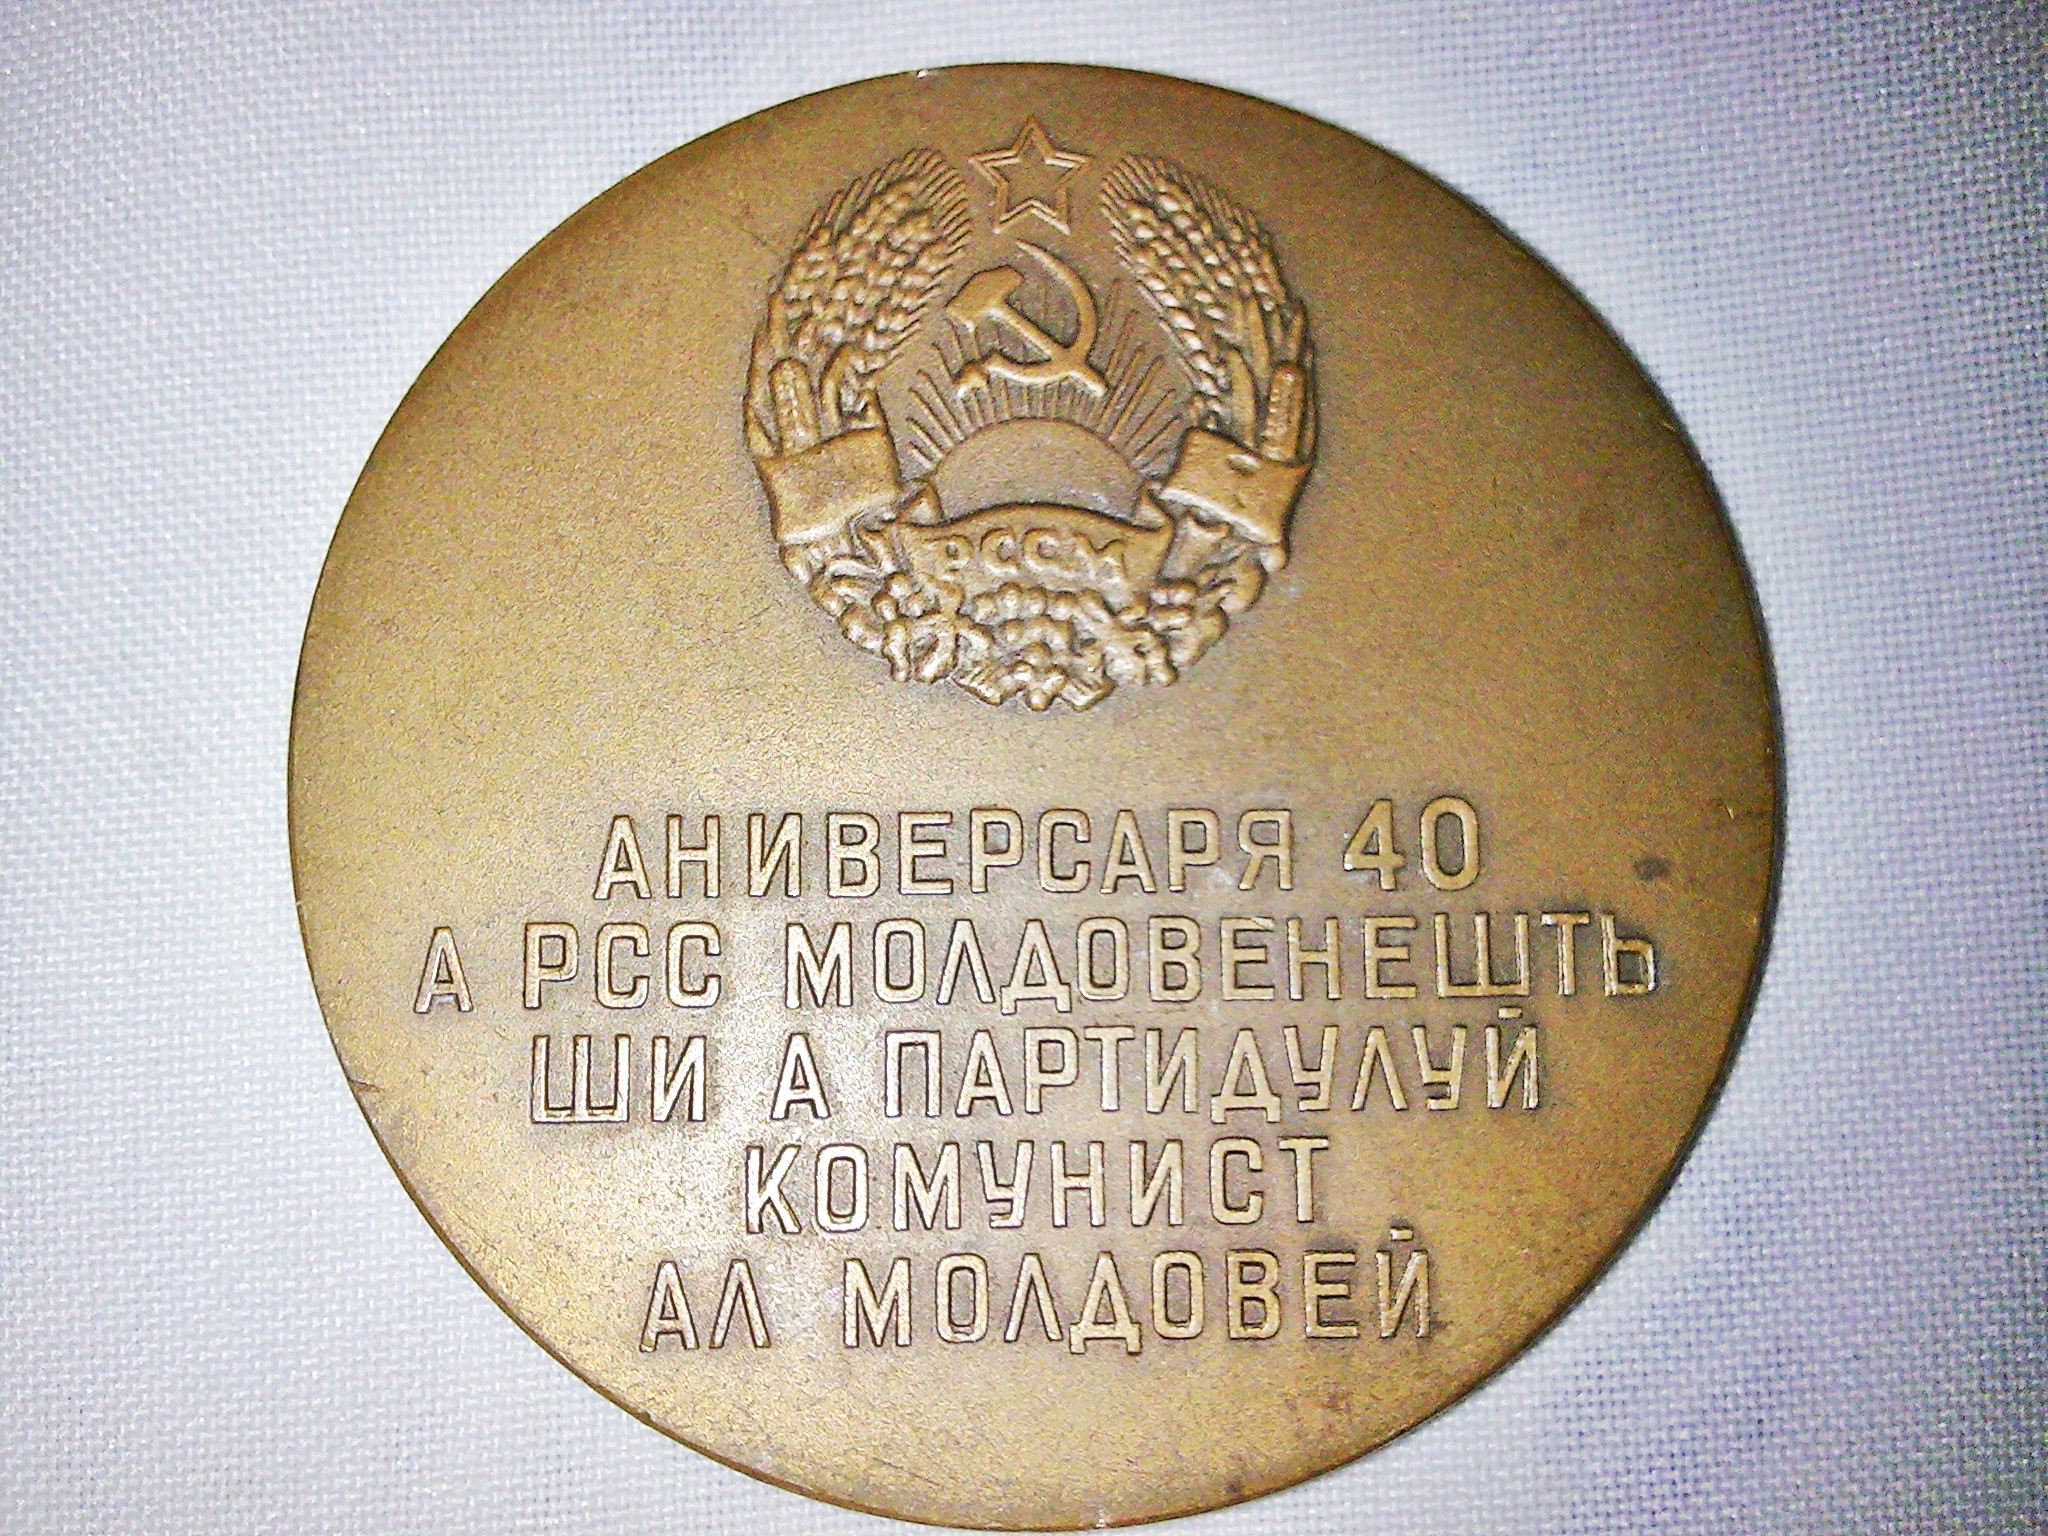 РССМ
АНИВЕРСАРЯ 40
А РСС МОЛДОВЕНЕШТЬ
ШИ А ПАРТИДУЛУЙ
КОМУНИСТ
АЛ МОЛДОВЕЙ